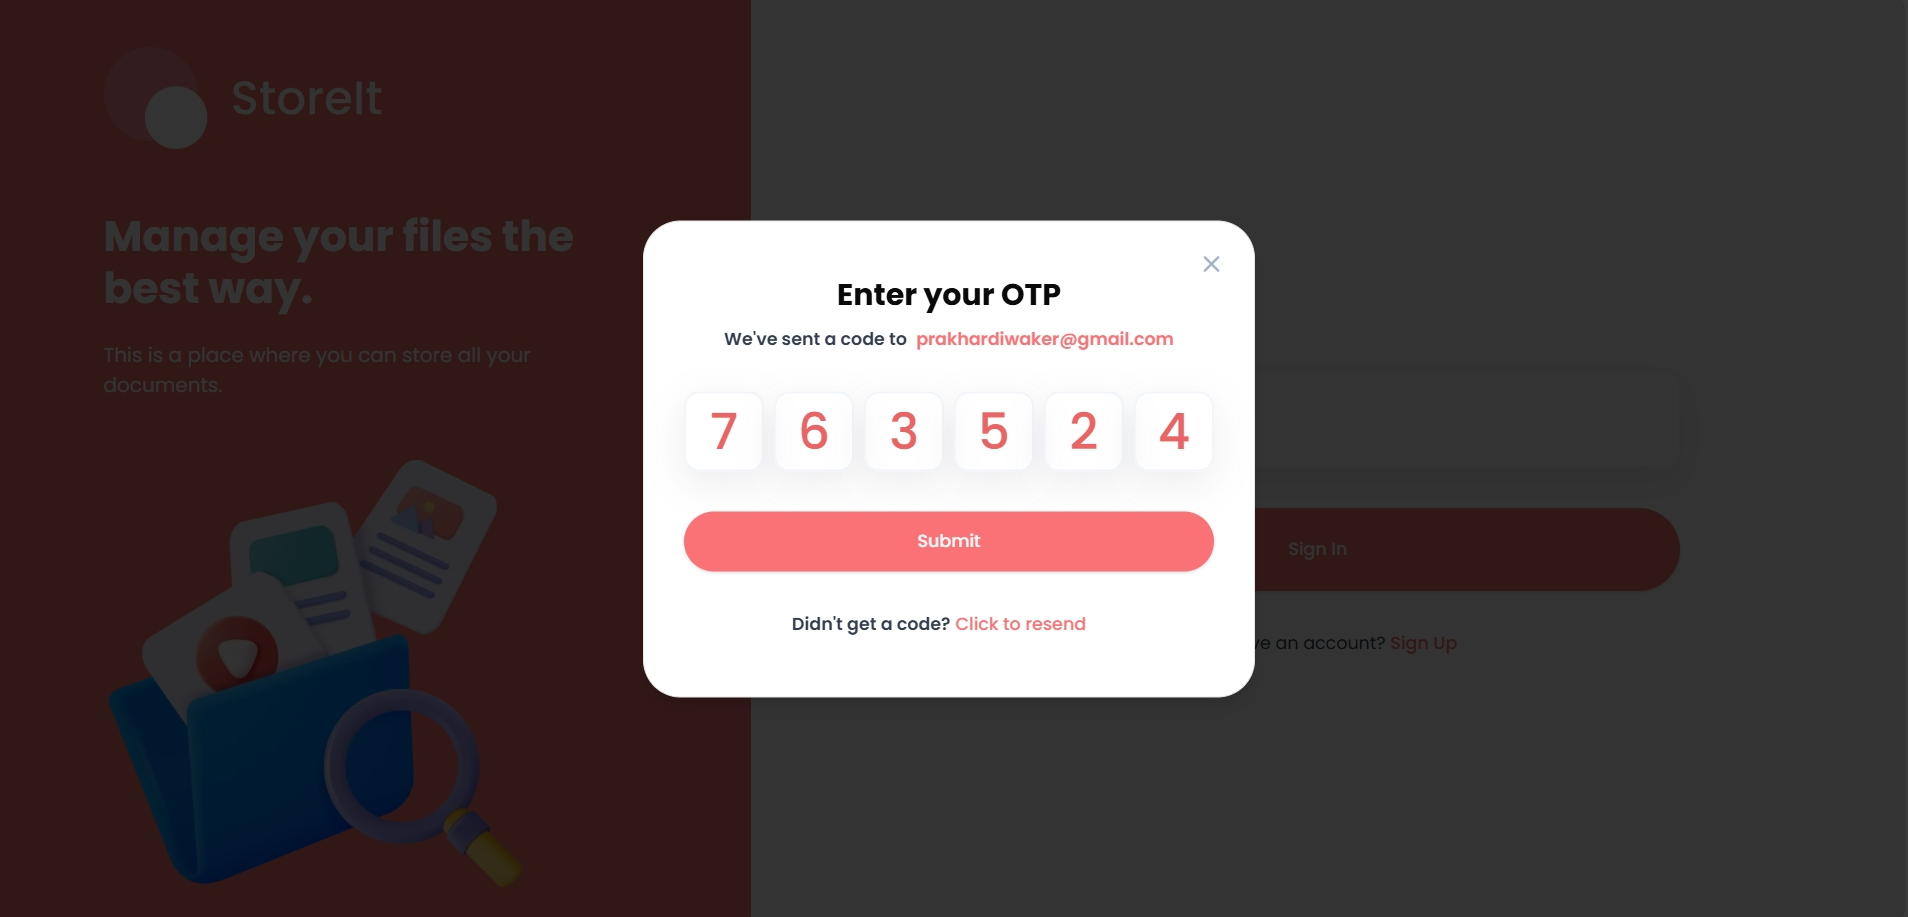 StoreIt
Manage your files the
best way.
This is a place where you can store all your
documents.
Enter your OTP
We've sent a code to prakhardiwaker@gmail.com
7 6 3 5 2 4
Submit
Didn't get a code? Click to resend
Sign In
an account? Sign Up